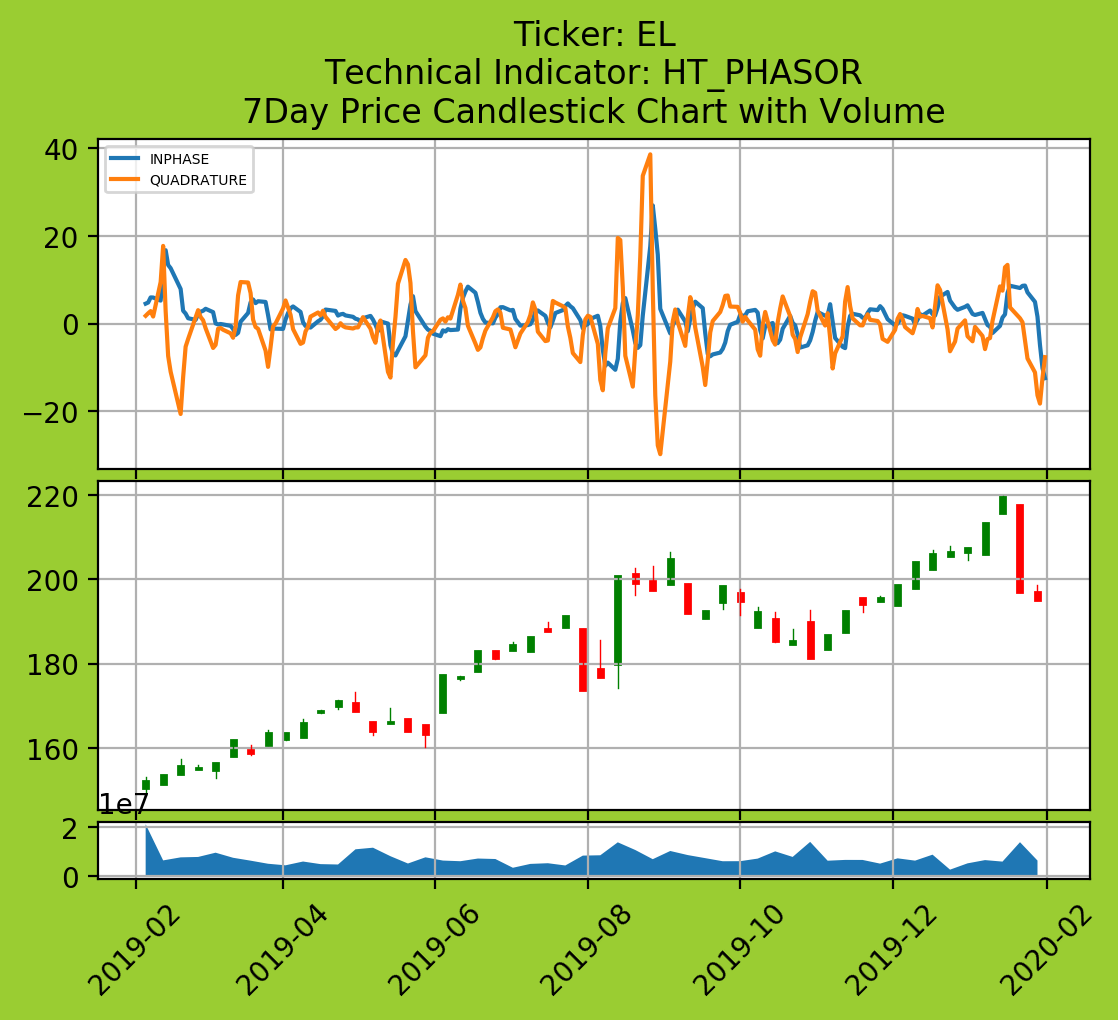 Ticker: EL
Technical Indicator: HT_PHASOR
7Day Price Candlestick Chart with Volume
40
20
0
−20
INPHASE
QUADRATURE
220
200
180
160
1e7
2
0
2019-02
2019-04
2019-06
2019-08
2019-10
2019-12
2020-02